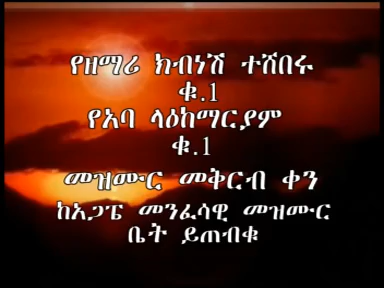 የዘማሪ ክብነሽ ተሸበሩ
ቁ.1
የአባ ላዕከማርያም
ቁ.1
መዝሙር መቅርብ ቀን
ከአጋፔ መንፈሳዊ መዝሙር
ቤት ይጠብቁ